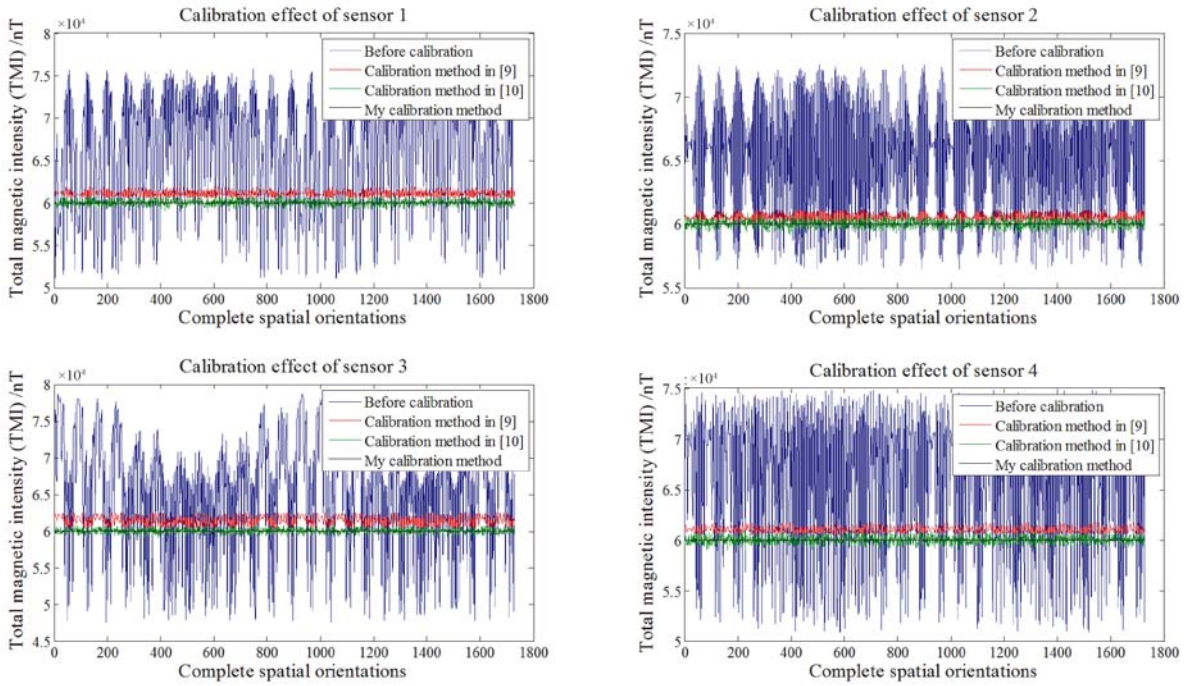 Calibration effect of sensor 1
×10⁴
Total magnetic intensity (TMI) /nT
8
7.5
7
6.5
6
5.5
5
Before calibration
Calibration method in [9]
Calibration method in [10]
My calibration method
0 200 400 600 800 1000 1200 1400 1600 1800
Complete spatial orientations
Calibration effect of sensor 2
×10⁴
Total magnetic intensity (TMI) /nT
7.5
7
6.5
6
5.5
Before calibration
Calibration method in [9]
Calibration method in [10]
My calibration method
0 200 400 600 800 1000 1200 1400 1600 1800
Complete spatial orientations
Calibration effect of sensor 3
×10⁴
Total magnetic intensity (TMI) /nT
8
7.5
7
6.5
6
5.5
5
4.5
Before calibration
Calibration method in [9]
Calibration method in [10]
My calibration method
0 200 400 600 800 1000 1200 1400 1600 1800
Complete spatial orientations
Calibration effect of sensor 4
×10⁴
Total magnetic intensity (TMI) /nT
7.5
7
6.5
6
7.5
5
Before calibration
Calibration method in [9]
Calibration method in [10]
My calibration method
0 200 400 600 800 1000 1200 1400 1600 1800
Complete spatial orientations